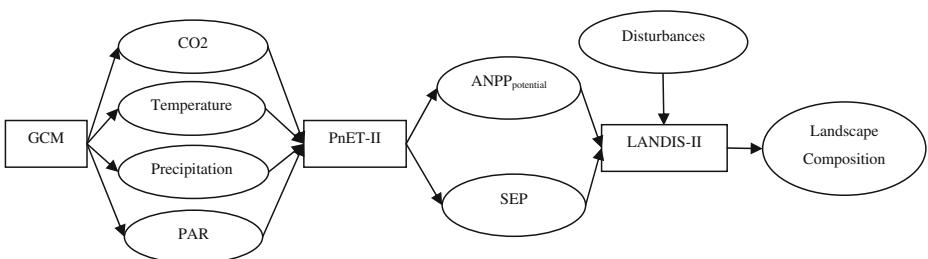 GCM
CO2
Temperature
Precipitation
PAR
PnET-II
ANPPpotential
SEP
Disturbances
LANDIS-II
Landscape
Composition